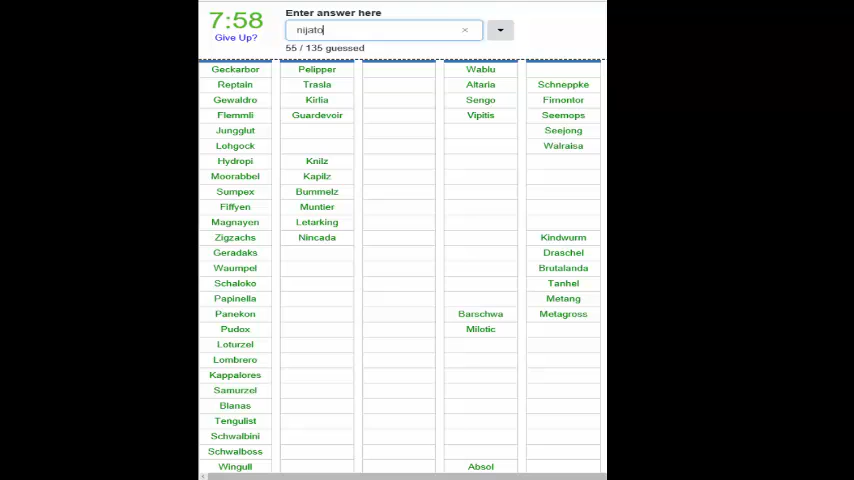 7:58
Give Up?
Enter answer here
nijato
55 / 135 guessed
Geckarbor Pelipper Wablu
Reptain Trasla Altaria Schneppke
Gewaldro Kirlia Sengo Fimontor
Flemmli Guardevoir Vipitis Seemops
Jungglut Seejong
Lohgock Walraisa
Hydropi Knilz
Moorabbel Kapilz
Sumpex Bummelz
Fiffyen Muntier
Magnayen Letarking
Zigzachs Nincada Kindwurm
Geradaks Draschel
Waumpel Brutalanda
Schaloko Tanhel
Papinella Metang
Panekon Barschwa Metagross
Pudox Milotic
Loturzel
Lombrero
Kappalores
Samurzel
Blanas
Tengulist
Schwalbini
Schwalboss
Wingull Absol